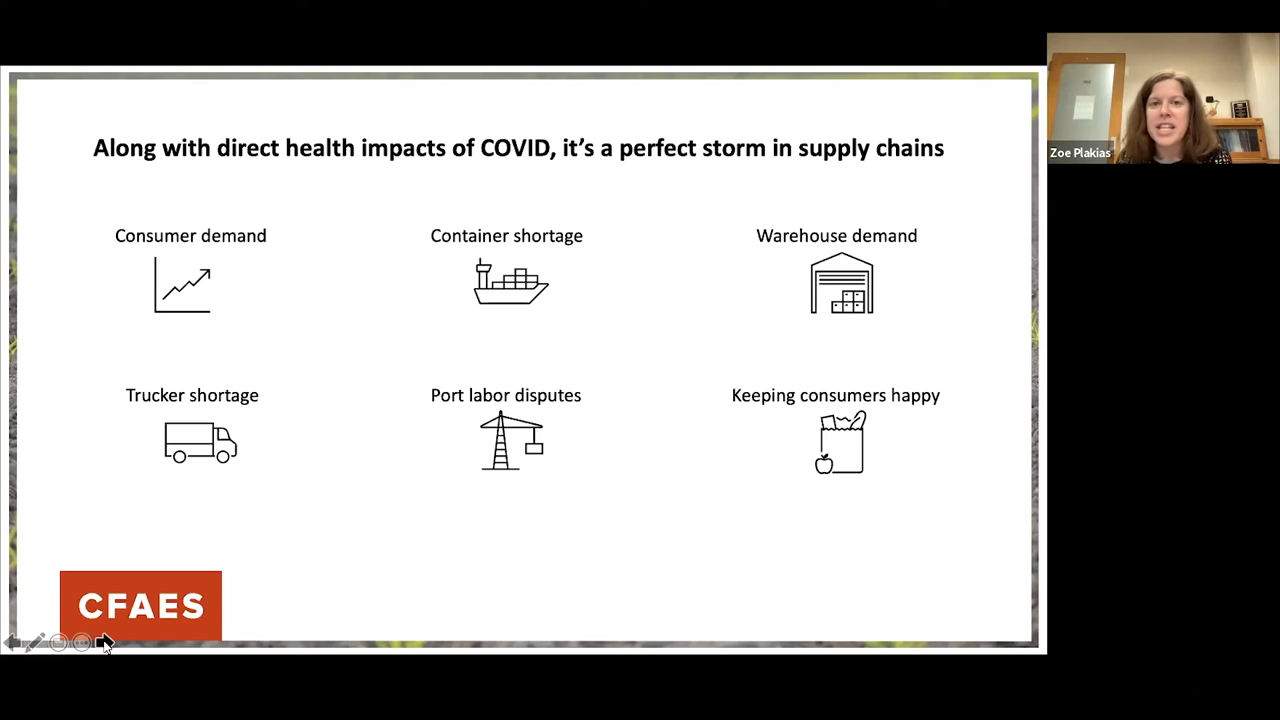 Along with direct health impacts of COVID, it's a perfect storm in supply chains
Consumer demand
Container shortage
Warehouse demand
Trucker shortage
Port labor disputes
Keeping consumers happy
CFAES
Zoe Plakias